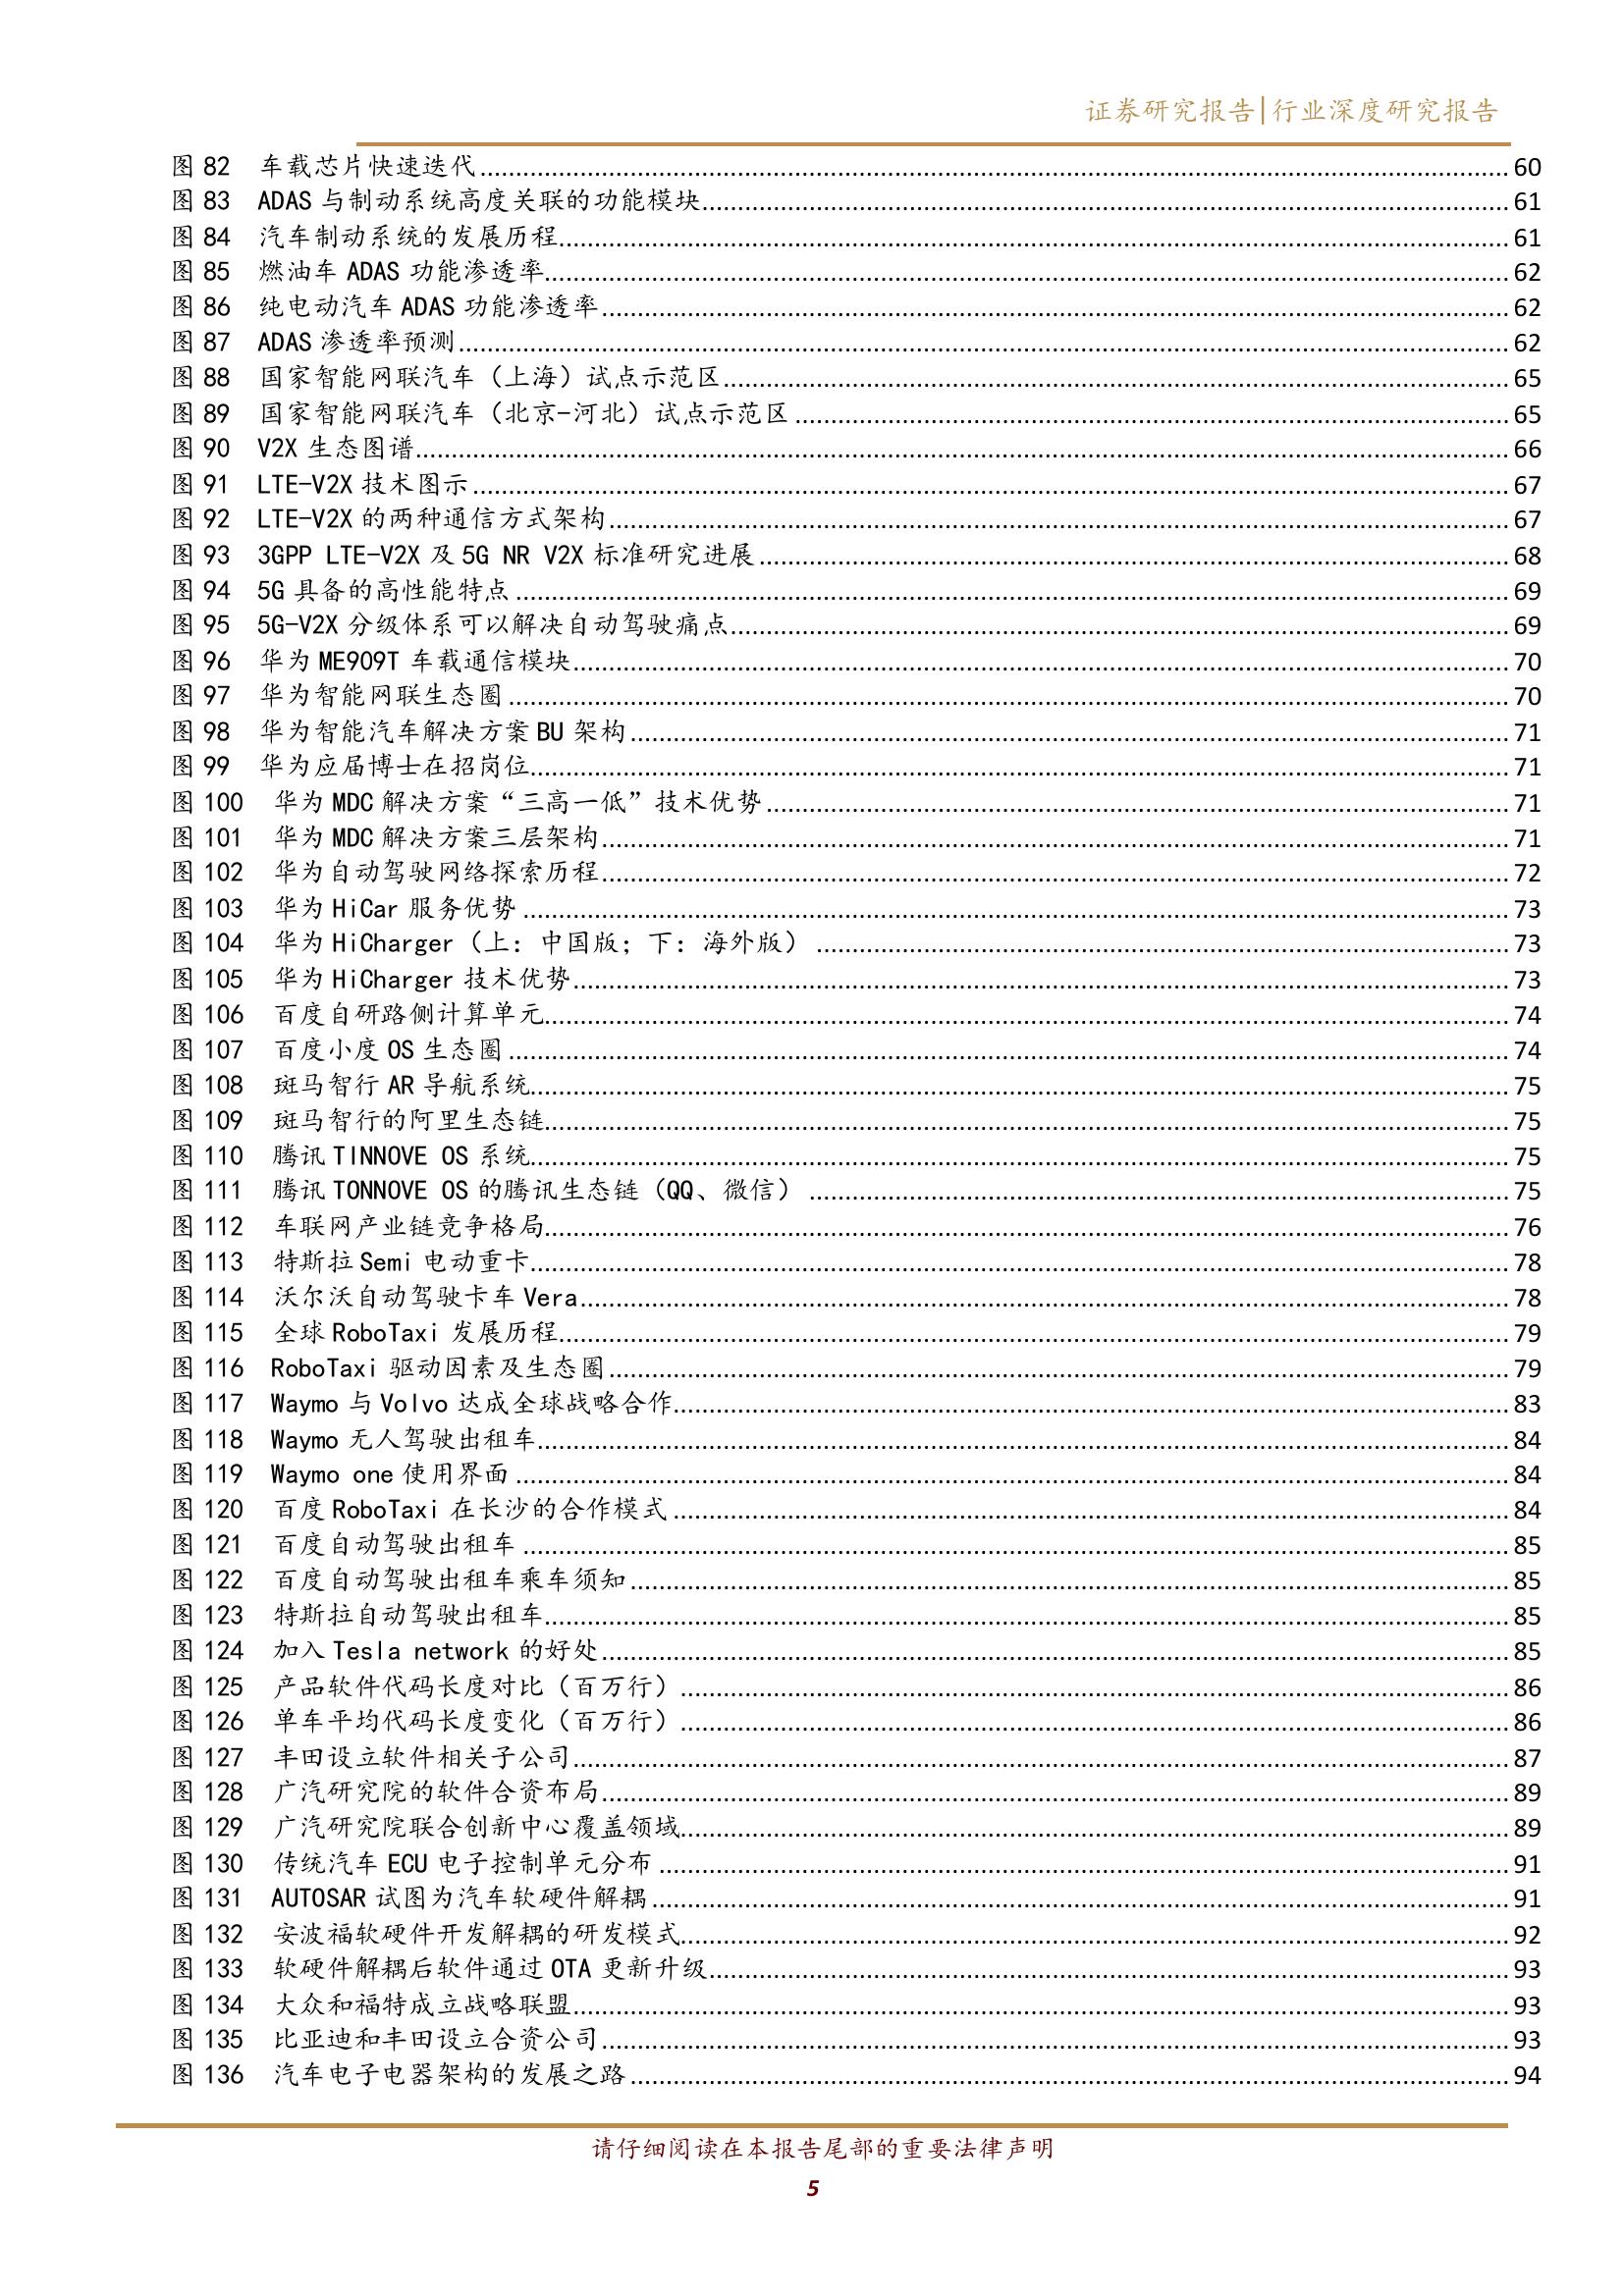 证券研究报告|行业深度研究报告
图 82 车载芯片快速迭代........................60
图 83 ADAS 与制动系统高度关联的功能模块........................61
图 84 汽车制动系统的发展历程........................61
图 85 燃油车 ADAS 功能渗透率........................62
图 86 纯电动汽车 ADAS 功能渗透率........................62
图 87 ADAS 渗透率预测........................62
图 88 国家智能网联汽车（上海）试点示范区........................65
图 89 国家智能网联汽车（北京-河北）试点示范区........................65
图 90 V2X 生态图谱........................66
图 91 LTE-V2X 技术图示........................67
图 92 LTE-V2X 的两种通信方式架构........................67
图 93 3GPP LTE-V2X 及 5G NR V2X 标准研究进展........................68
图 94 5G 具备的高性能特点........................69
图 95 5G-V2X 分级体系可以解决自动驾驶痛点........................69
图 96 华为 ME909T 车载通信模块........................70
图 97 华为智能网联生态圈........................70
图 98 华为智能汽车解决方案 BU 架构........................71
图 99 华为应届博士在招岗位........................71
图 100 华为 MDC 解决方案“三高一低”技术优势........................71
图 101 华为 MDC 解决方案三层架构........................71
图 102 华为自动驾驶网络探索历程........................72
图 103 华为 HiCar 服务优势........................73
图 104 华为 HiCharger（上：中国版；下：海外版）........................73
图 105 华为 HiCharger 技术优势........................73
图 106 百度自研路侧计算单元........................74
图 107 百度小度 OS 生态圈........................74
图 108 斑马智行 AR 导航系统........................75
图 109 斑马智行的阿里生态链........................75
图 110 腾讯 TINNOVE OS 系统........................75
图 111 腾讯 TONNOVE OS 的腾讯生态链（QQ、微信）........................75
图 112 车联网产业链竞争格局........................76
图 113 特斯拉 Semi 电动重卡........................78
图 114 沃尔沃自动驾驶卡车 Vera........................78
图 115 全球 RoboTaxi 发展历程........................79
图 116 RoboTaxi 驱动因素及生态圈........................79
图 117 Waymo 与 Volvo 达成全球战略合作........................83
图 118 Waymo 无人驾驶出租车........................84
图 119 Waymo one 使用界面........................84
图 120 百度 RoboTaxi 在长沙的合作模式........................84
图 121 百度自动驾驶出租车........................85
图 122 百度自动驾驶出租车乘车须知........................85
图 123 特斯拉自动驾驶出租车........................85
图 124 加入 Tesla network 的好处........................85
图 125 产品软件代码长度对比（百万行）........................86
图 126 单车平均代码长度变化（百万行）........................86
图 127 丰田设立软件相关子公司........................87
图 128 广汽研究院的软件合资布局........................89
图 129 广汽研究院联合创新中心覆盖领域........................89
图 130 传统汽车 ECU 电子控制单元分布........................91
图 131 AUTOSAR 试图为汽车软硬件解耦........................91
图 132 安波福软硬件开发解耦的研发模式........................92
图 133 软硬件解耦后软件通过 OTA 更新升级........................93
图 134 大众和福特成立战略联盟........................93
图 135 比亚迪和丰田设立合资公司........................93
图 136 汽车电子电器架构的发展之路........................94
请仔细阅读在本报告尾部的重要法律声明
5